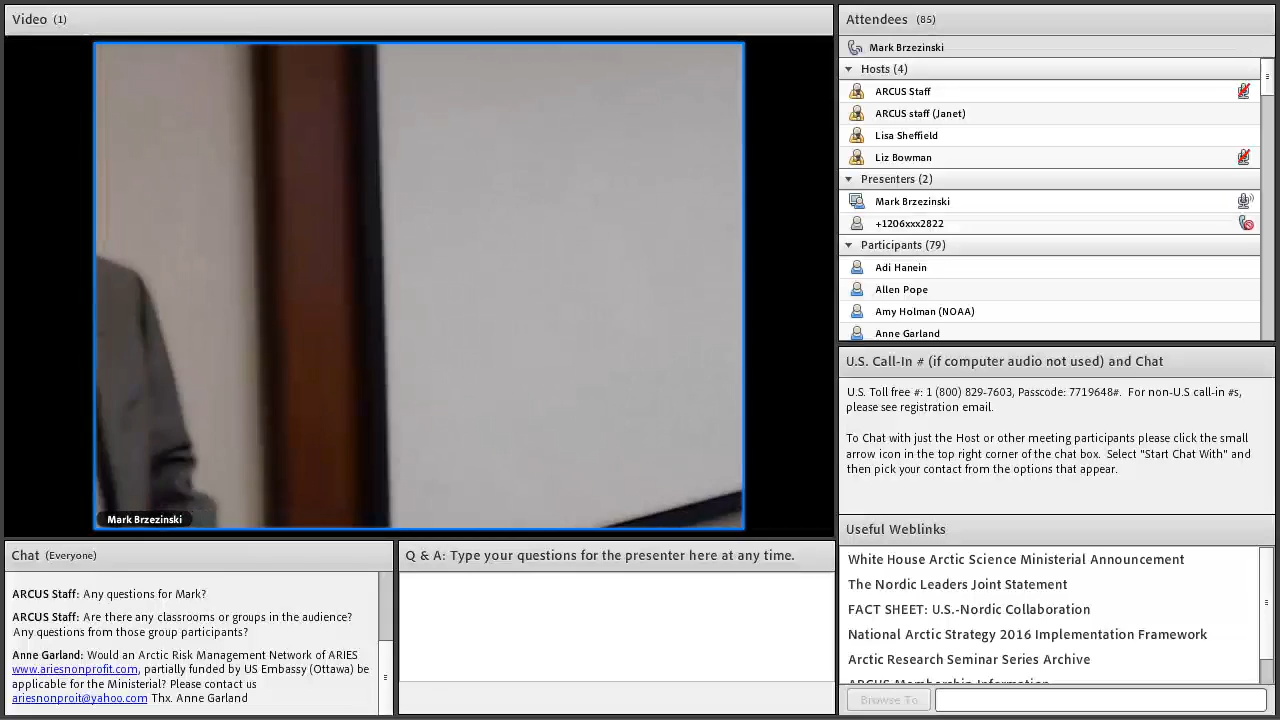 Video (1)
Mark Brzezinski
Attendees (85)
Mark Brzezinski
Hosts (4)
ARCUS Staff
ARCUS staff (Janet)
Lisa Sheffield
Liz Bowman
Presenters (2)
Mark Brzezinski
+1206xxx2822
Participants (79)
Adi Hanein
Allen Pope
Amy Holman (NOAA)
Anne Garland
U.S. Call-In # (if computer audio not used) and Chat
U.S. Toll free #: 1 (800) 829-7603, Passcode: 7719648#. For non-U.S call-in #s,
please see registration email.
To Chat with just the Host or other meeting participants please click the small
arrow icon in the top right corner of the chat box. Select "Start Chat With" and
then pick your contact from the options that appear.
Useful Weblinks
White House Arctic Science Ministerial Announcement
The Nordic Leaders Joint Statement
FACT SHEET: U.S.-Nordic Collaboration
National Arctic Strategy 2016 Implementation Framework
Arctic Research Seminar Series Archive
ARCUS Membership Information
Browse To
Chat (Everyone)
ARCUS Staff: Any questions for Mark?
ARCUS Staff: Are there any classrooms or groups in the audience?
Any questions from those group participants?
Anne Garland: Would an Arctic Risk Management Network of ARIES
www.ariesnonprofit.com, partially funded by US Embassy (Ottawa) be
applicable for the Ministerial? Please contact us
ariesnonproit@yahoo.com Thx. Anne Garland
Q & A: Type your questions for the presenter here at any time.